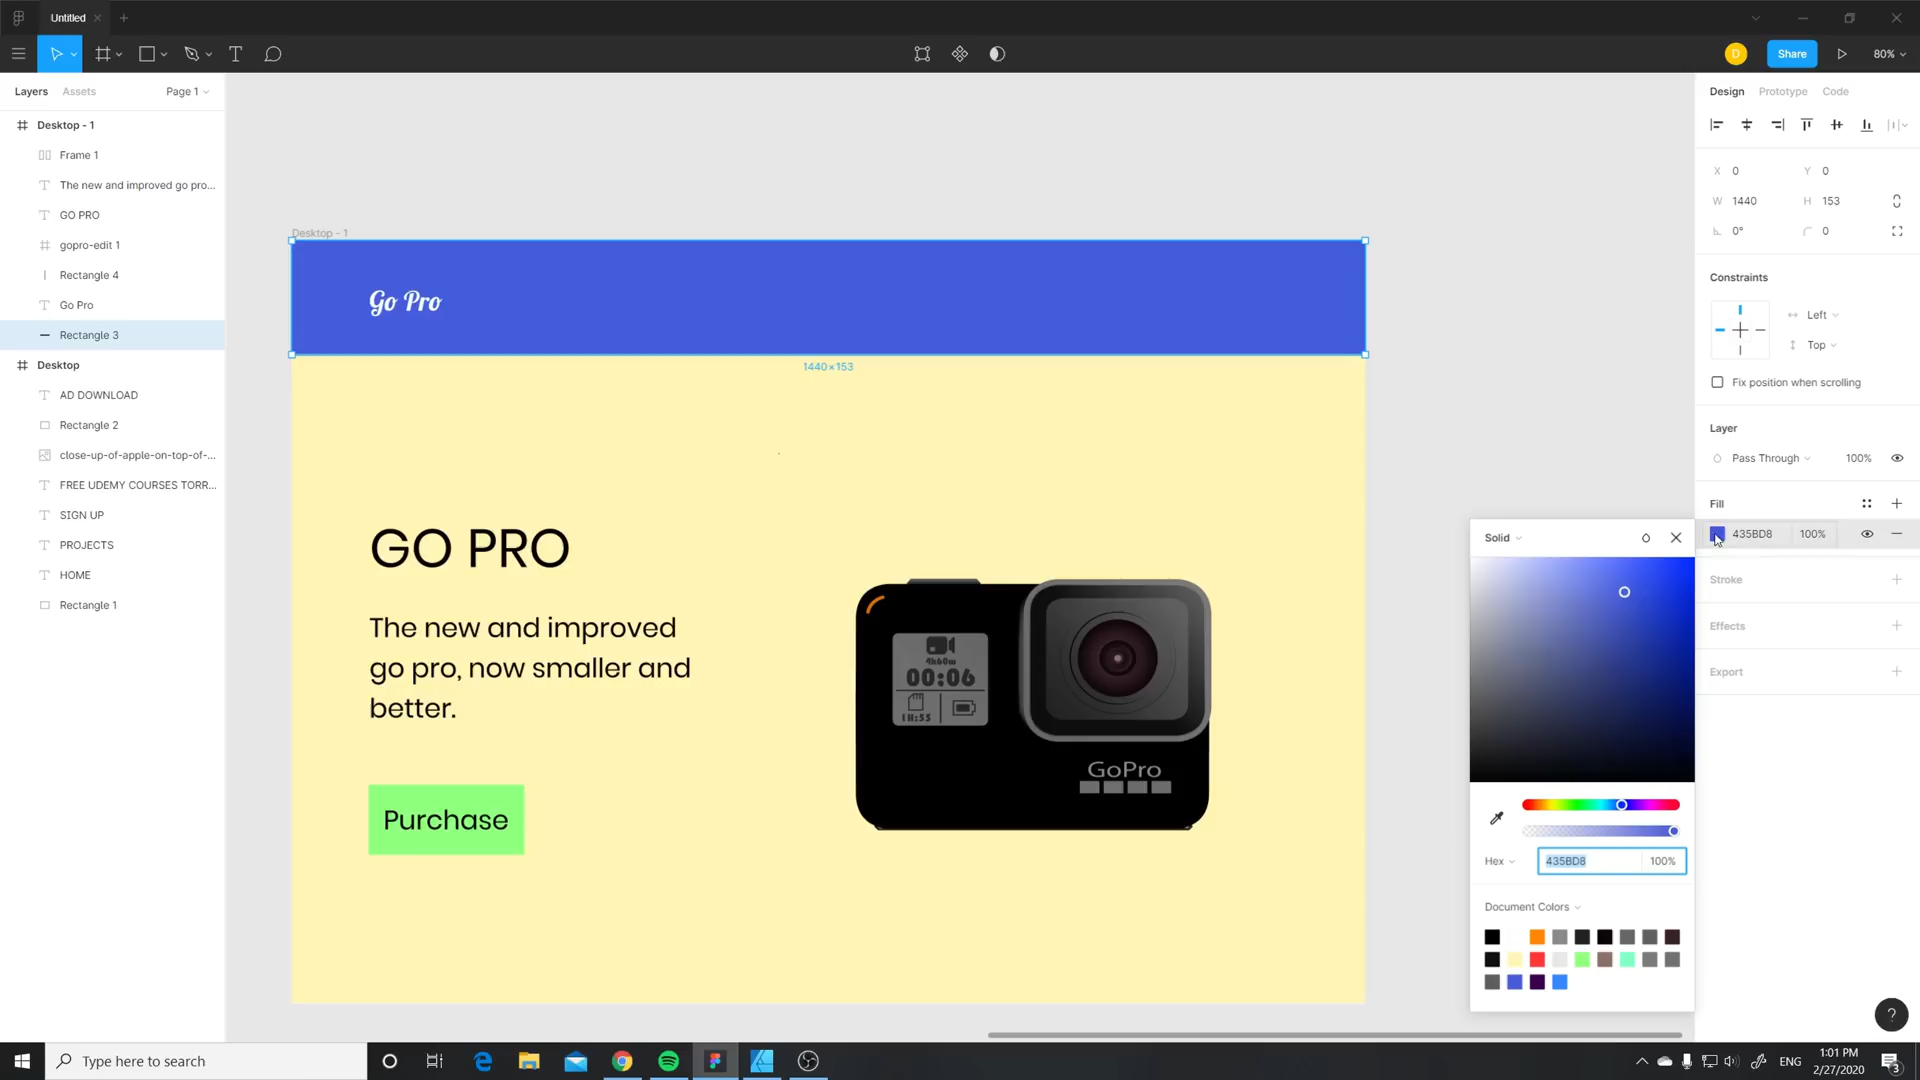 Untitled
Share
80%
Layers
Assets
Page 1
Design
Prototype
Code
Desktop - 1
Frame 1
The new and improved go pro...
GO PRO
gopro-edit 1
Rectangle 4
Go Pro
Rectangle 3
Desktop
AD DOWNLOAD
Rectangle 2
close-up-of-apple-on-top-of-...
FREE UDEMY COURSES TORR...
SIGN UP
PROJECTS
HOME
Rectangle 1
Desktop - 1
Go Pro
1440×153
GO PRO
The new and improved
go pro, now smaller and
better.
Purchase
4k60w
00:06
1H:55
GoPro
X 0
Y 0
W 1440
H 153
0°
0
Constraints
Left
Top
Fix position when scrolling
Layer
Pass Through
100%
Fill
435BD8
100%
Stroke
Effects
Export
Solid
Hex
435BD8
100%
Document Colors
?
Type here to search
ENG
1:01 PM
2/27/2020
3
D